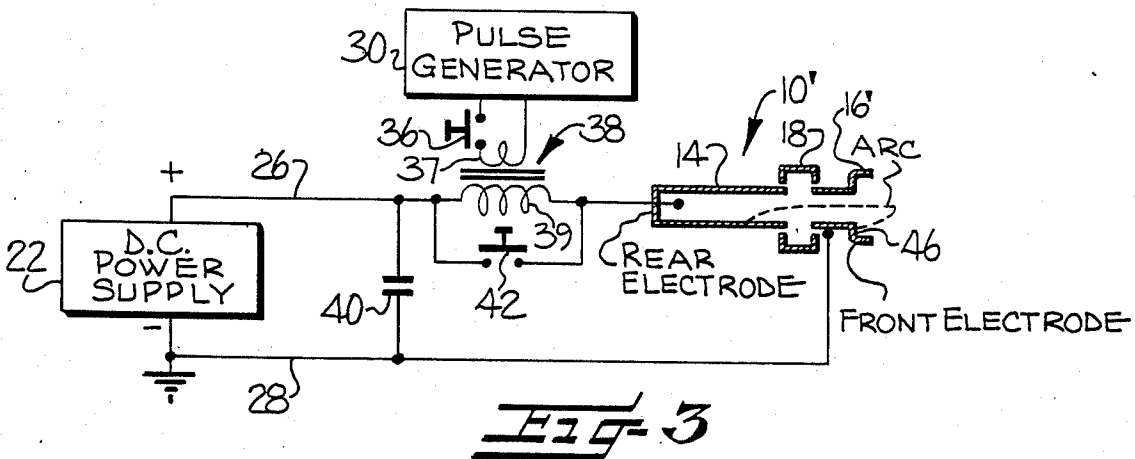 PULSE
GENERATOR
30
36
37
38
10'
16'
18
ARC
14
26
+
39
22
D.C.
POWER
SUPPLY
-
40
42
REAR
ELECTRODE
46
FRONT ELECTRODE
28
Fig-3